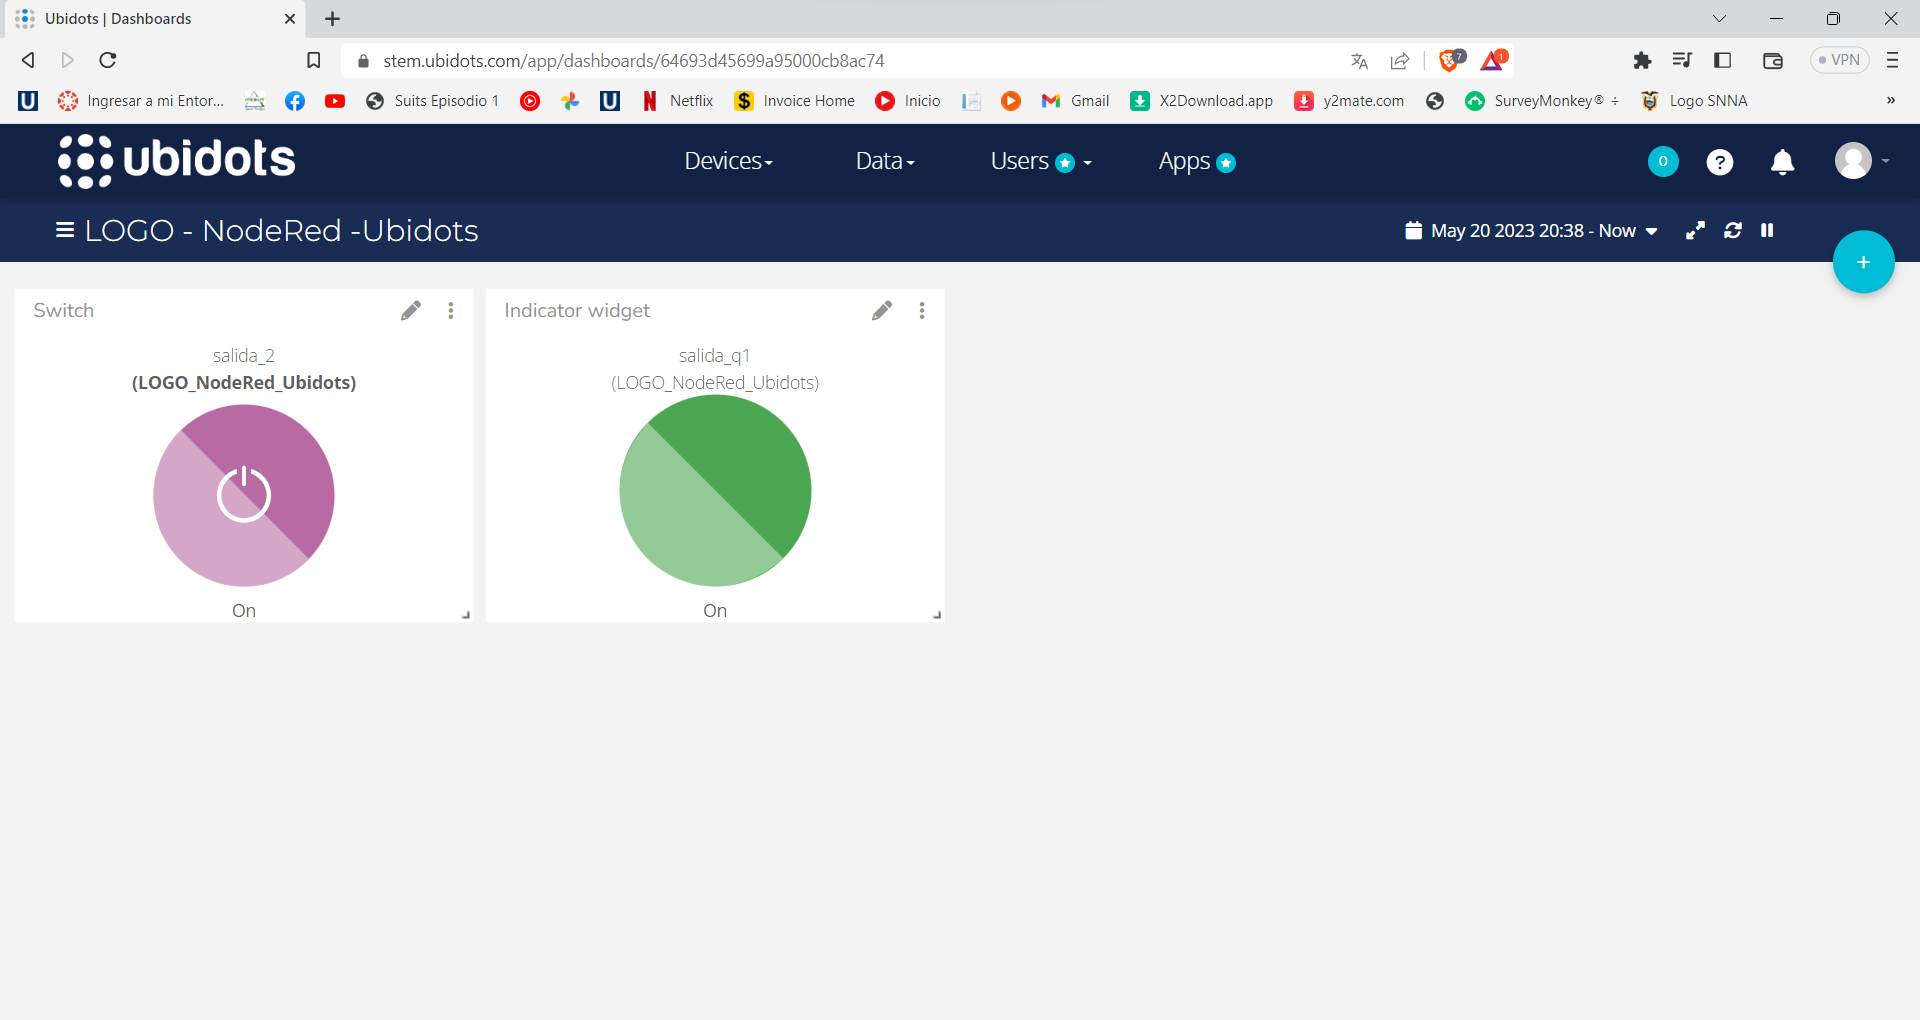 Ubidots | Dashboards
stem.ubidots.com/app/dashboards/64693d45699a95000cb8ac74
7
1
VPN
Ingresar a mi Entor...
Suits Episodio 1
Netflix
Invoice Home
Inicio
Gmail
X2Download.app
y2mate.com
SurveyMonkey® ÷
Logo SNNA
»
ubidots
Devices
Data
Users
Apps
0
?
LOGO - NodeRed -Ubidots
May 20 2023 20:38 - Now
+
Switch
salida_2
(LOGO_NodeRed_Ubidots)
On
Indicator widget
salida_q1
(LOGO_NodeRed_Ubidots)
On